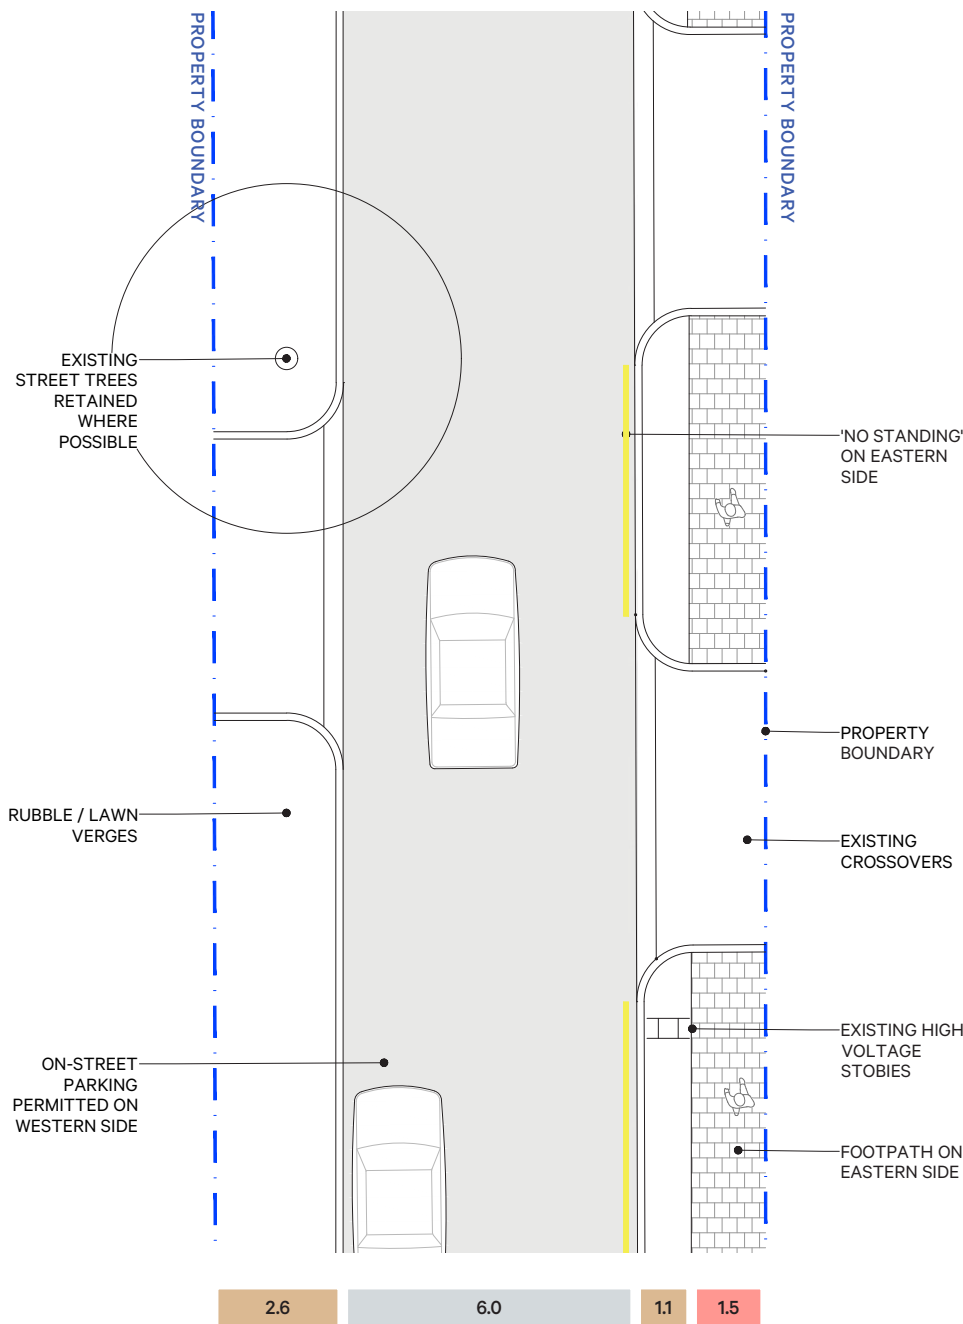 PROPERTY BOUNDARY
PROPERTY BOUNDARY
EXISTING
STREET TREES
RETAINED
WHERE
POSSIBLE
'NO STANDING'
ON EASTERN
SIDE
PROPERTY
BOUNDARY
RUBBLE / LAWN
VERGES
EXISTING
CROSSOVERS
EXISTING HIGH
VOLTAGE
STOBIES
ON-STREET
PARKING
PERMITTED ON
WESTERN SIDE
FOOTPATH ON
EASTERN SIDE
2.6
6.0
1.1
1.5